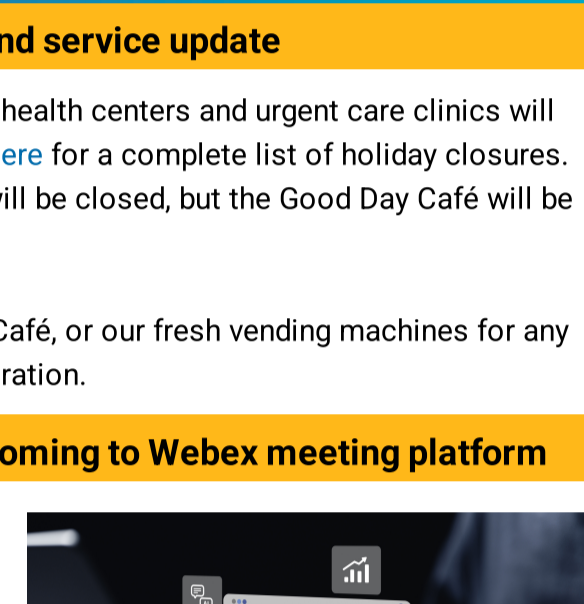 nd service update
health centers and urgent care clinics will
ere for a complete list of holiday closures.
ill be closed, but the Good Day Café will be
Café, or our fresh vending machines for any
ration.
oming to Webex meeting platform